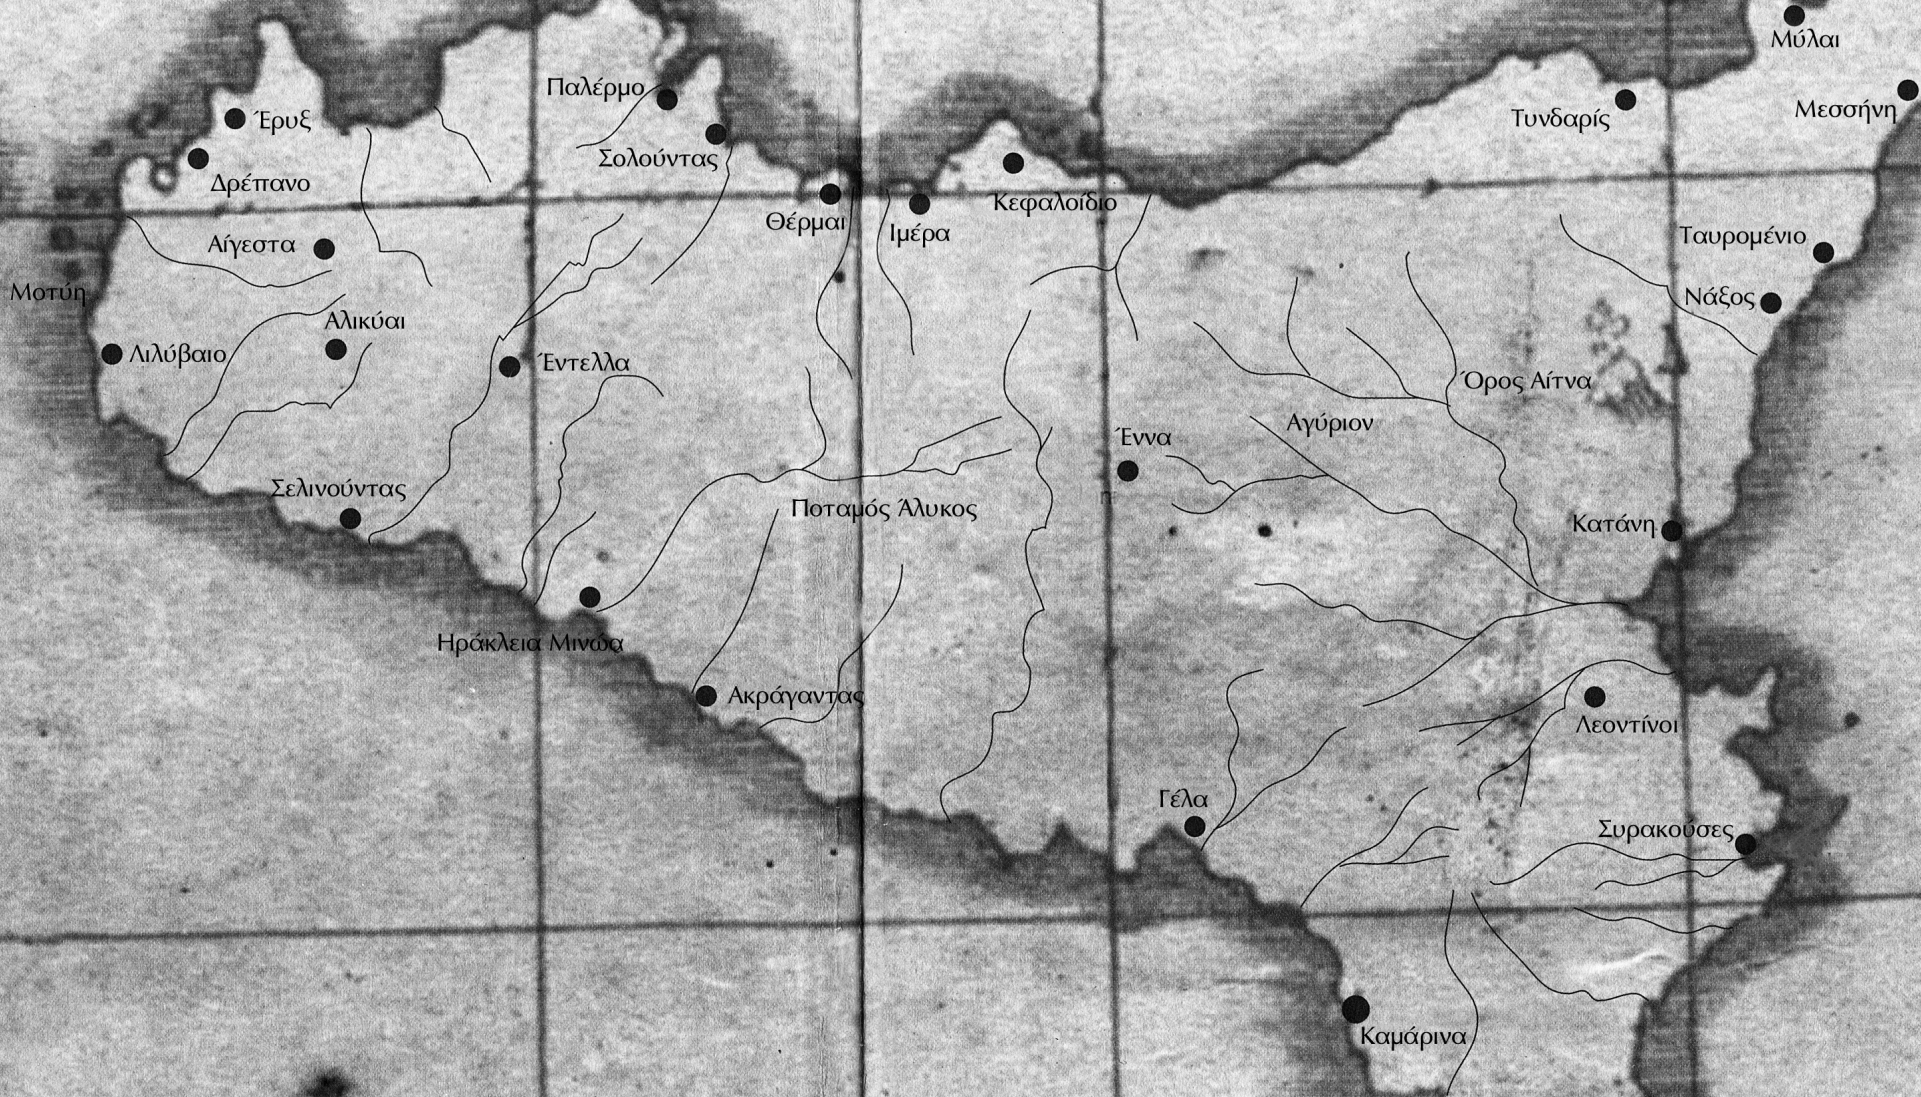 Μύλαι
Παλέρμο
Μεσσήνη
Έρυξ
Τυνδαρίς
Σολούντας
Δρέπανο
Κεφαλοίδιο
Θέρμαι
Ιμέρα
Ταυρομένιο
Αίγεστα
Μοτύη
Νάξος
Αλικύαι
Λιλύβαιο
Έντελλα
Όρος Αίτνα
Αγύριον
Έννα
Σελινούντας
Ποταμός Άλυκος
Κατάνη
Ηράκλεια Μινώα
Ακράγαντας
Λεοντίνοι
Γέλα
Συρακούσες
Καμάρινα